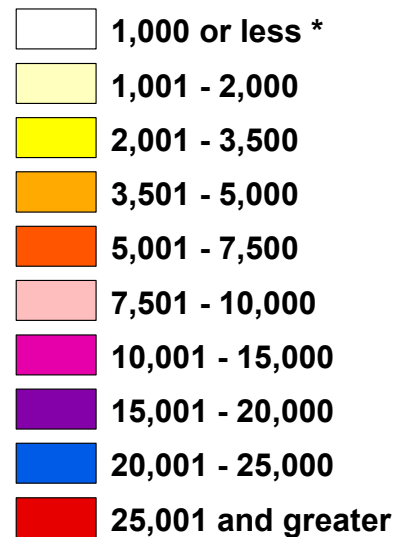 1,000 or less *
1,001 - 2,000
2,001 - 3,500
3,501 - 5,000
5,001 - 7,500
7,501 - 10,000
10,001 - 15,000
15,001 - 20,000
20,001 - 25,000
25,001 and greater